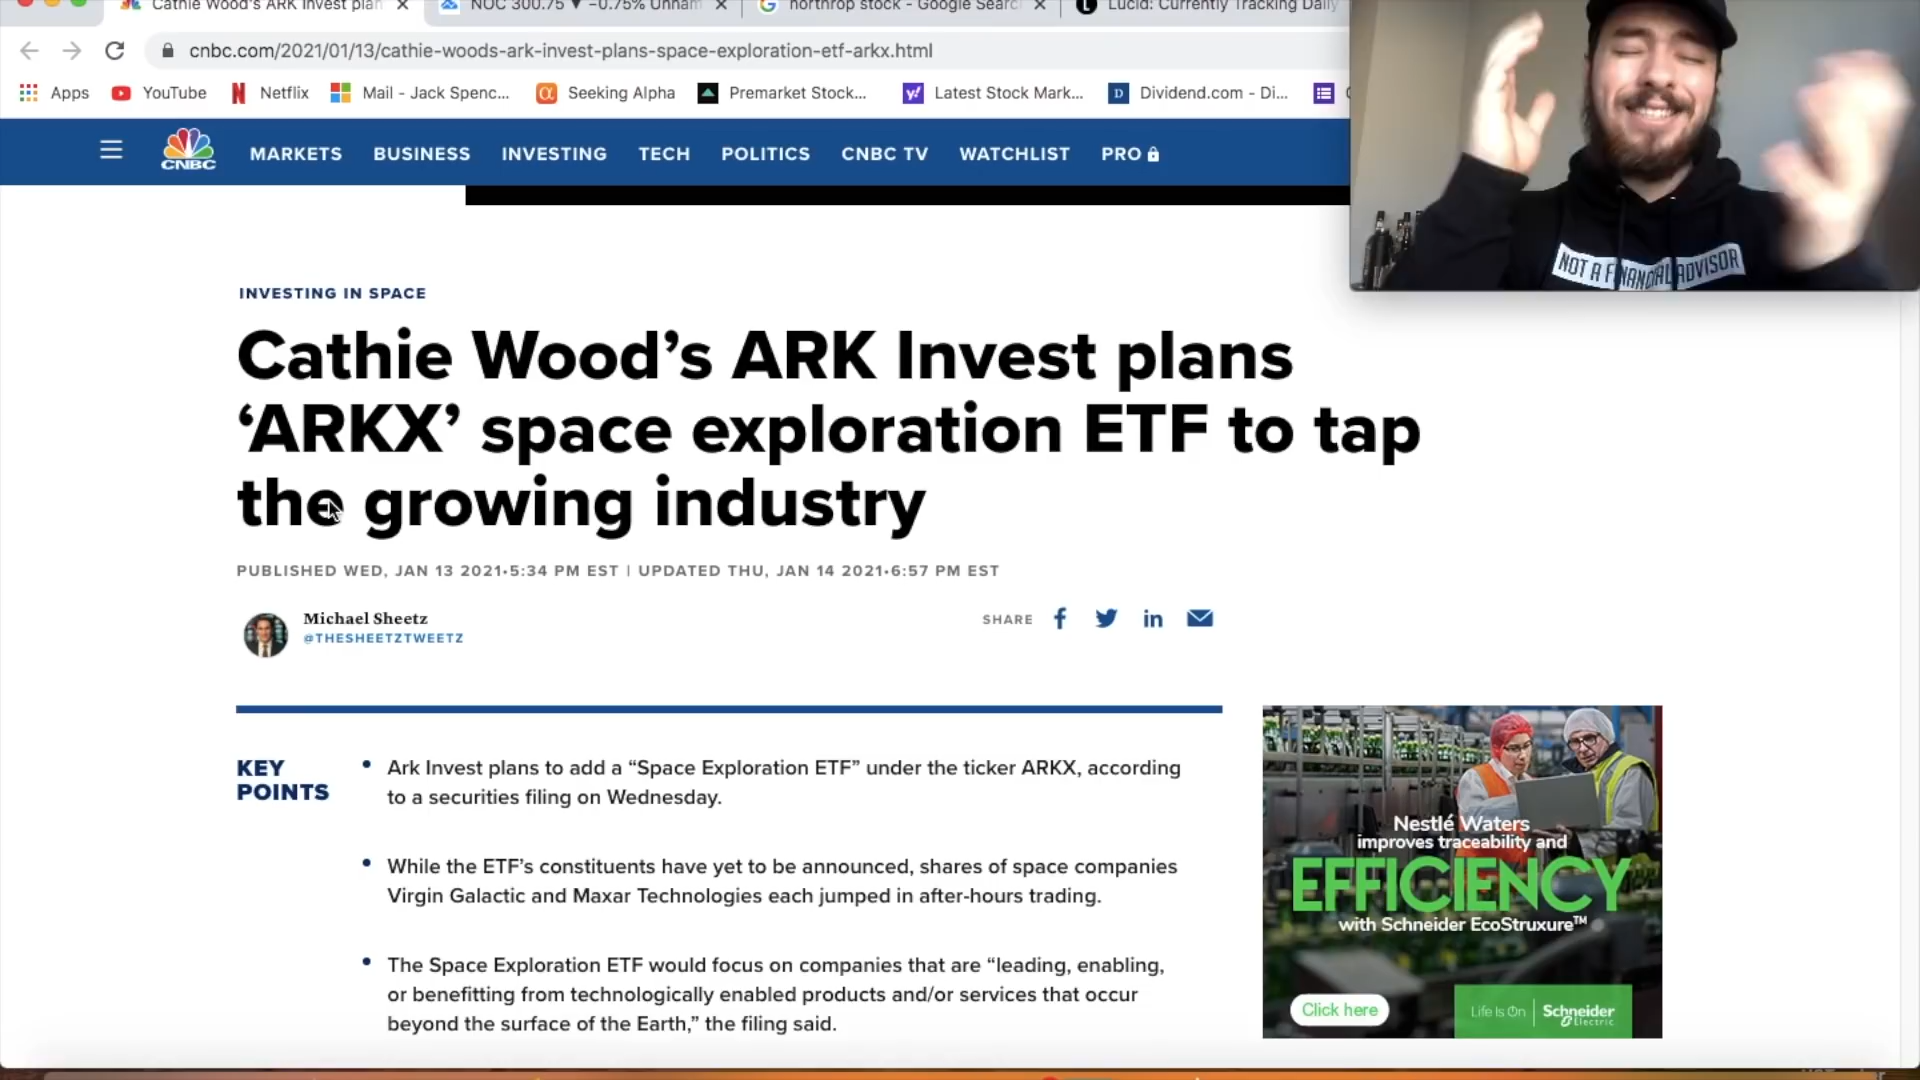 Cathie Wood's ARK Invest plan
NOC 300.75 ▼ −0.75% Unnam
northrop stock - Google Searc
Lucid: Currently Tracking Daily
cnbc.com/2021/01/13/cathie-woods-ark-invest-plans-space-exploration-etf-arkx.html
Apps YouTube Netflix Mail - Jack Spenc... Seeking Alpha Premarket Stock... Latest Stock Mark... Dividend.com - Di...
CNBC MARKETS BUSINESS INVESTING TECH POLITICS CNBC TV WATCHLIST PRO
NOT A FINANCIAL ADVISOR
INVESTING IN SPACE
Cathie Wood’s ARK Invest plans
‘ARKX’ space exploration ETF to tap
the growing industry
PUBLISHED WED, JAN 13 2021•5:34 PM EST | UPDATED THU, JAN 14 2021•6:57 PM EST
Michael Sheetz
@THESHEETZTWEETZ
SHARE
KEY
POINTS
• Ark Invest plans to add a “Space Exploration ETF” under the ticker ARKX, according
to a securities filing on Wednesday.
• While the ETF’s constituents have yet to be announced, shares of space companies
Virgin Galactic and Maxar Technologies each jumped in after-hours trading.
• The Space Exploration ETF would focus on companies that are “leading, enabling,
or benefitting from technologically enabled products and/or services that occur
beyond the surface of the Earth,” the filing said.
Nestlé Waters
improves traceability and
EFFICIENCY
with Schneider EcoStruxure™
Click here
Life Is On | Schneider
Electric